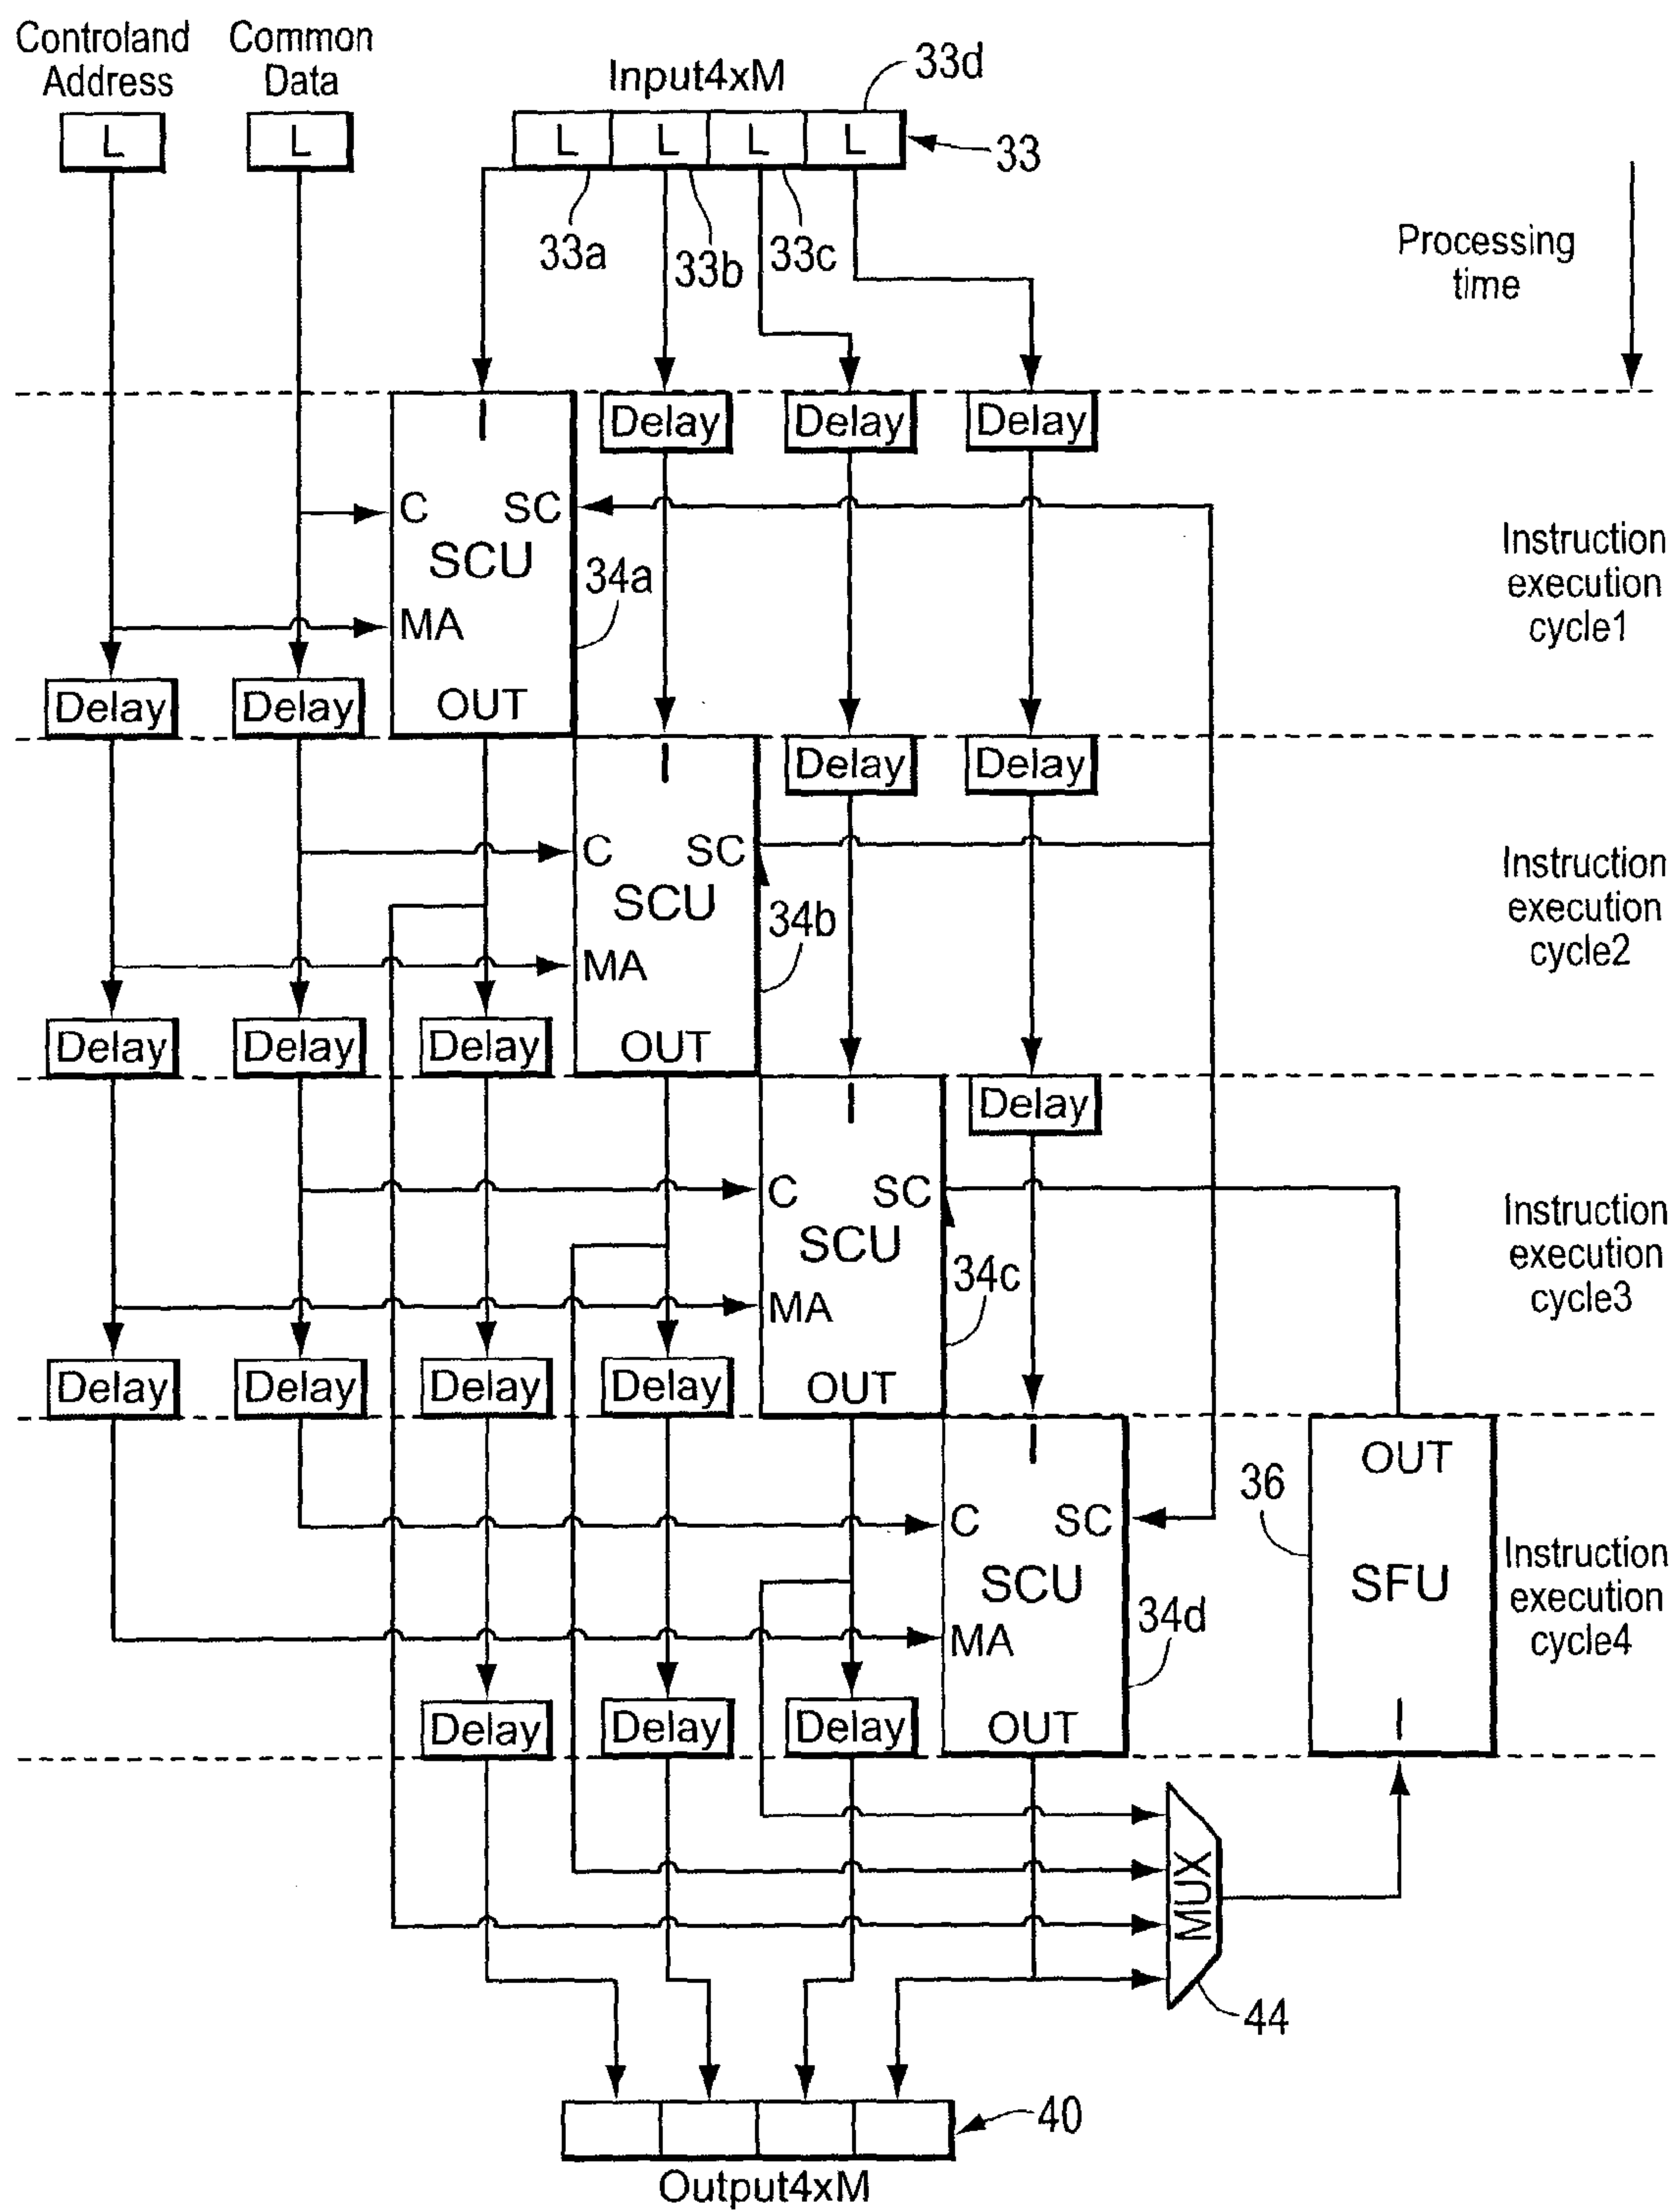 Controland
Address
Common
Data
Input4xM
33d
L
L
L
L
L
L
33
33a
33b
33c
Processing
time
I
Delay
Delay
Delay
C
SC
SCU
34a
MA
OUT
Instruction
execution
cycle1
Delay
Delay
I
Delay
Delay
C
SC
SCU
34b
MA
OUT
Instruction
execution
cycle2
Delay
Delay
Delay
I
Delay
C
SC
SCU
34c
MA
OUT
Instruction
execution
cycle3
Delay
Delay
Delay
Delay
I
C
SC
SCU
34d
MA
OUT
OUT
36
SFU
I
Instruction
execution
cycle4
Delay
Delay
Delay
MUX
44
40
Output4xM